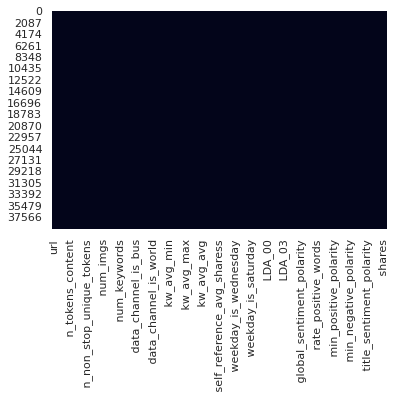 0
2087
4174
6261
8348
10435
12522
14609
16696
18783
20870
22957
25044
27131
29218
31305
33392
35479
37566
url
n_tokens_content
n_non_stop_unique_tokens
num_imgs
num_keywords
data_channel_is_bus
data_channel_is_world
kw_avg_min
kw_avg_max
kw_avg_avg
self_reference_avg_sharess
weekday_is_wednesday
weekday_is_saturday
LDA_00
LDA_03
global_sentiment_polarity
rate_positive_words
min_positive_polarity
min_negative_polarity
title_sentiment_polarity
shares